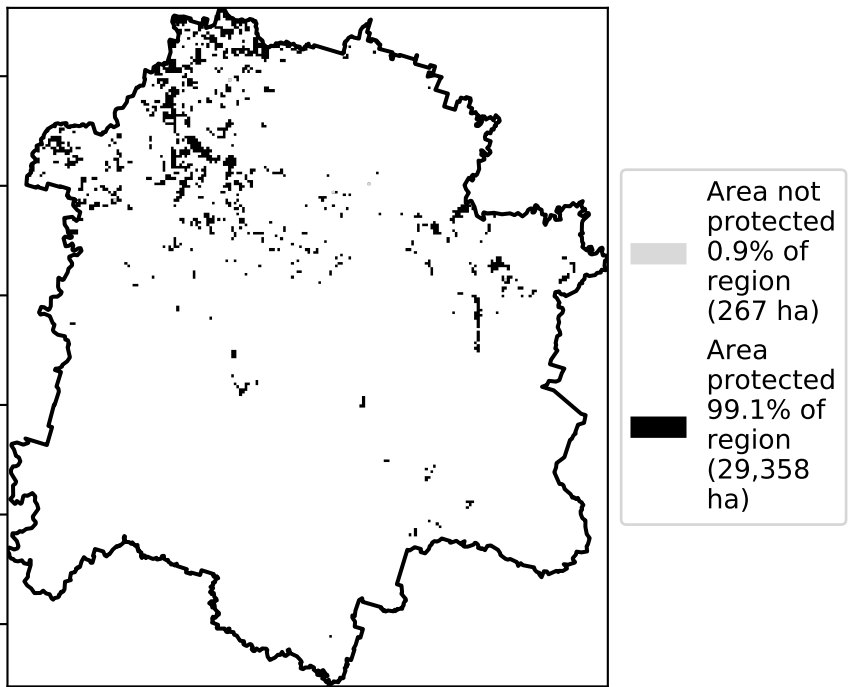 Area not
protected
0.9% of
region
(267 ha)
Area
protected
99.1% of
region
(29,358
ha)